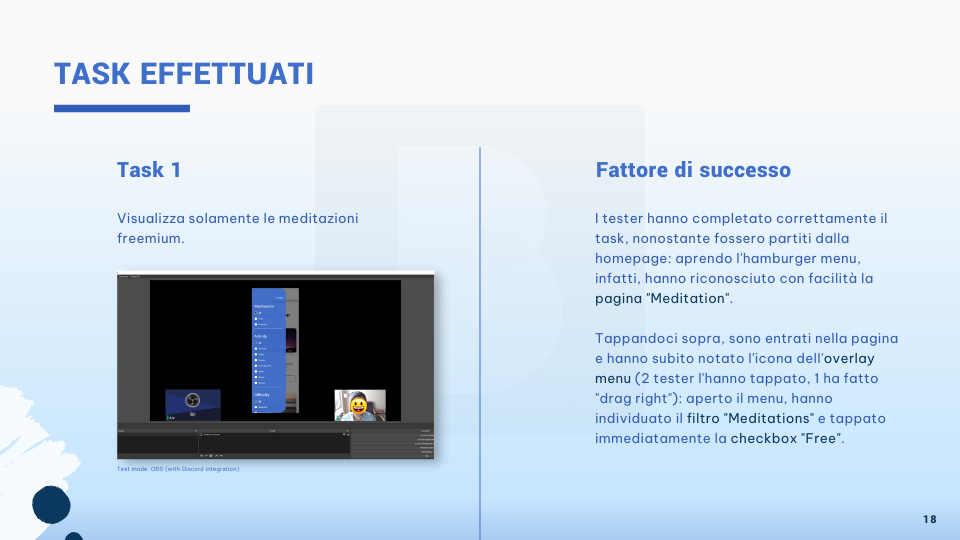 TASK EFFETTUATI
Task 1
Visualizza solamente le meditazioni
freemium.
Meditations
Activity
Difficulty
Test mode: OBS (with Discord integration)
Fattore di successo
I tester hanno completato correttamente il
task, nonostante fossero partiti dalla
homepage: aprendo l'hamburger menu,
infatti, hanno riconosciuto con facilità la
pagina "Meditation".
Tappandoci sopra, sono entrati nella pagina
e hanno subito notato l'icona dell'overlay
menu (2 tester l'hanno tappato, 1 ha fatto
"drag right"): aperto il menu, hanno
individuato il filtro "Meditations" e tappato
immediatamente la checkbox "Free".
18